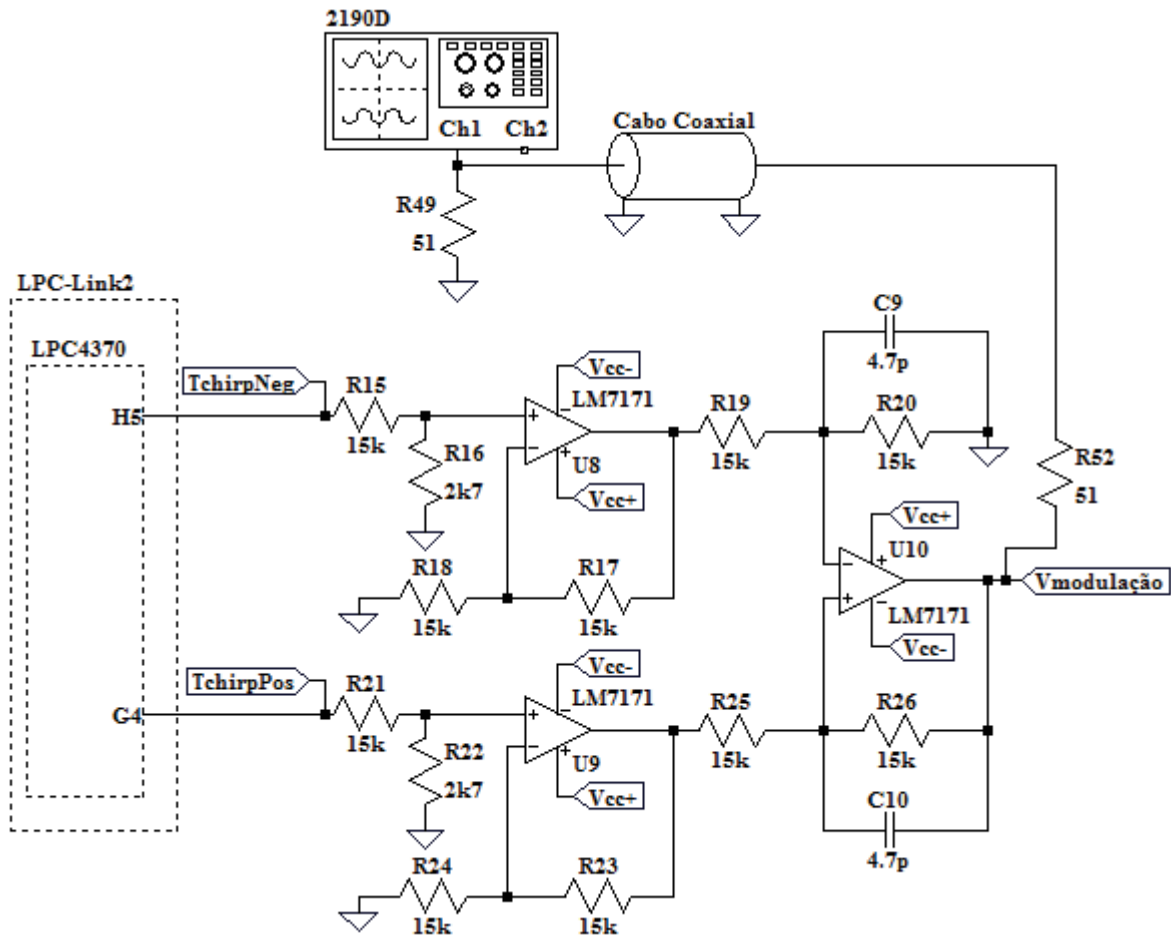 2190D
Ch1 Ch2
Cabo Coaxial
R49
51
LPC-Link2
LPC4370
TchirpNeg
H5
R15
15k
R16
2k7
Vcc-
LM7171
U8
Vcc+
R18
15k
R17
15k
R19
15k
C9
4.7p
R20
15k
R52
51
Vcc+
U10
LM7171
Vcc-
Vmodulação
TchirpPos
G4
R21
15k
R22
2k7
Vcc-
LM7171
U9
Vcc+
R24
15k
R23
15k
R25
15k
R26
15k
C10
4.7p